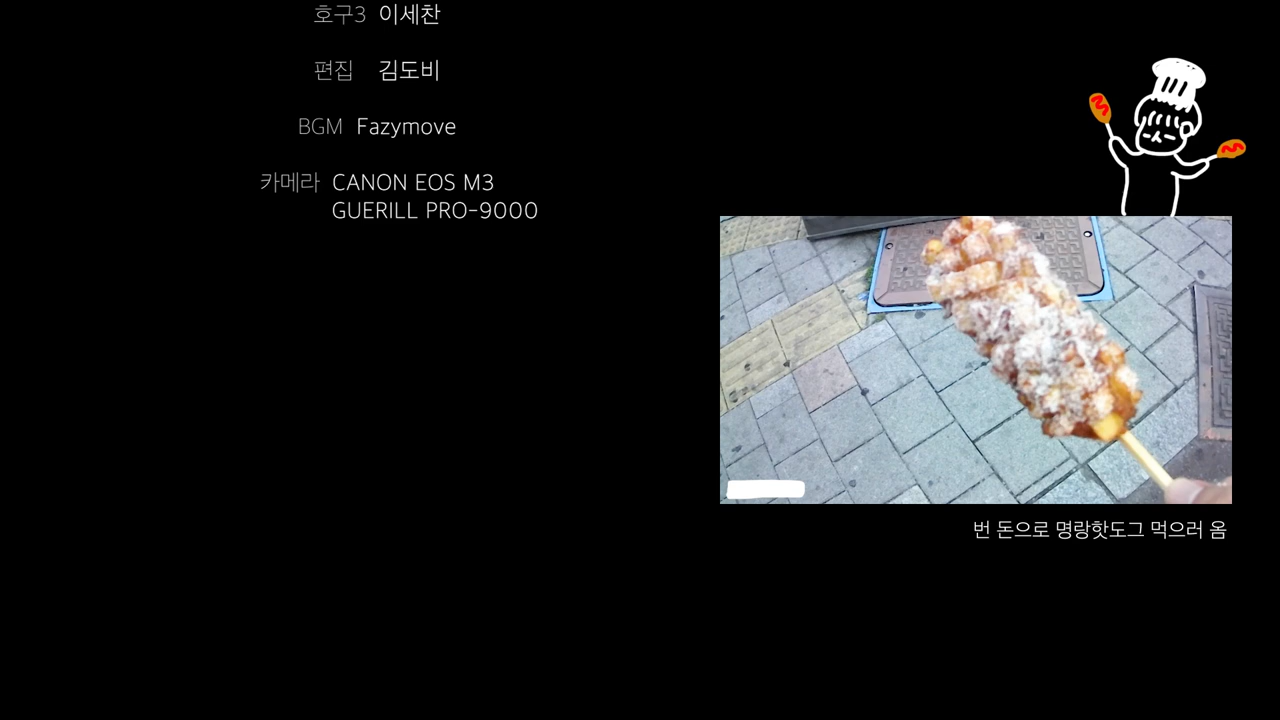 호구3 이세찬
편집 김도비
BGM Fazymove
카메라 CANON EOS M3
GUERILL PRO-9000
번 돈으로 명랑핫도그 먹으러 옴